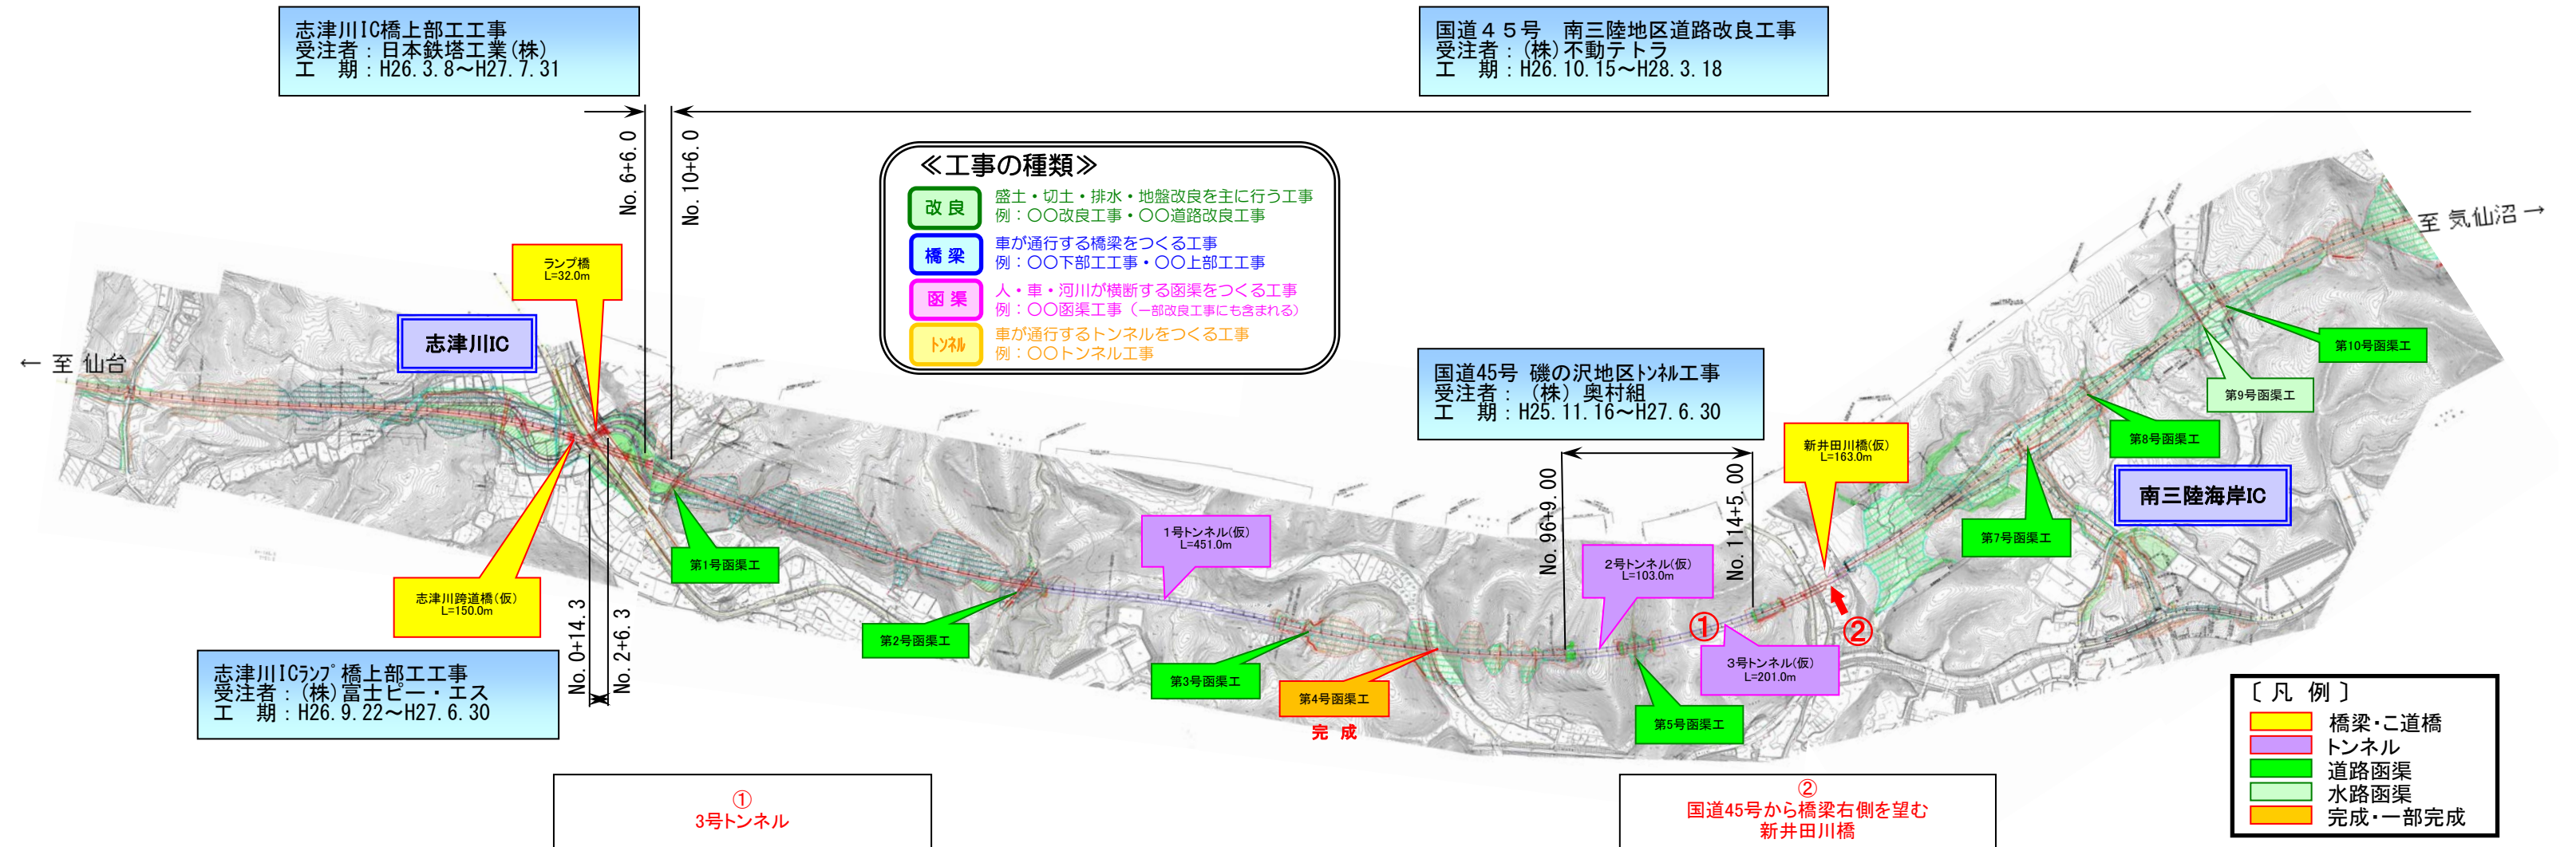 志津川IC橋上部工工事
受注者：日本鉄塔工業(株)
工　期：H26.3.8～H27.7.31
国道４５号　南三陸地区道路改良工事
受注者：(株)不動テトラ
工　期：H26.10.15～H28.3.18
No.6+6.0
No.10+6.0
≪工事の種類≫
改良
盛土・切土・排水・地盤改良を主に行う工事
例：〇〇改良工事・〇〇道路改良工事
橋梁
車が通行する橋梁をつくる工事
例：〇〇下部工工事・〇〇上部工工事
函渠
人・車・河川が横断する函渠をつくる工事
例：〇〇函渠工事（一部改良工事にも含まれる）
ﾄﾝﾈﾙ
車が通行するトンネルをつくる工事
例：〇〇トンネル工事
至 気仙沼 →
ランプ橋
L=32.0m
志津川IC
← 至 仙台
第10号函渠工
第9号函渠工
第8号函渠工
国道45号 磯の沢地区ﾄﾝﾈﾙ工事
受注者：（株）奥村組
工　期：H25.11.16～H27.6.30
新井田川橋(仮)
L=163.0m
南三陸海岸IC
No.96+9.00
No.114+5.00
第7号函渠工
1号トンネル(仮)
L=451.0m
2号トンネル(仮)
L=103.0m
第1号函渠工
志津川跨道橋(仮)
L=150.0m
No.0+14.3
No.2+6.3
第2号函渠工
①
②
3号トンネル(仮)
L=201.0m
第3号函渠工
第4号函渠工
完 成
第5号函渠工
志津川ICﾗﾝﾌﾟ橋上部工工事
受注者：(株)富士ピー・エス
工　期：H26.9.22～H27.6.30
〔 凡 例 〕
橋梁・こ道橋
トンネル
道路函渠
水路函渠
完成・一部完成
①
3号トンネル
②
国道45号から橋梁右側を望む
新井田川橋